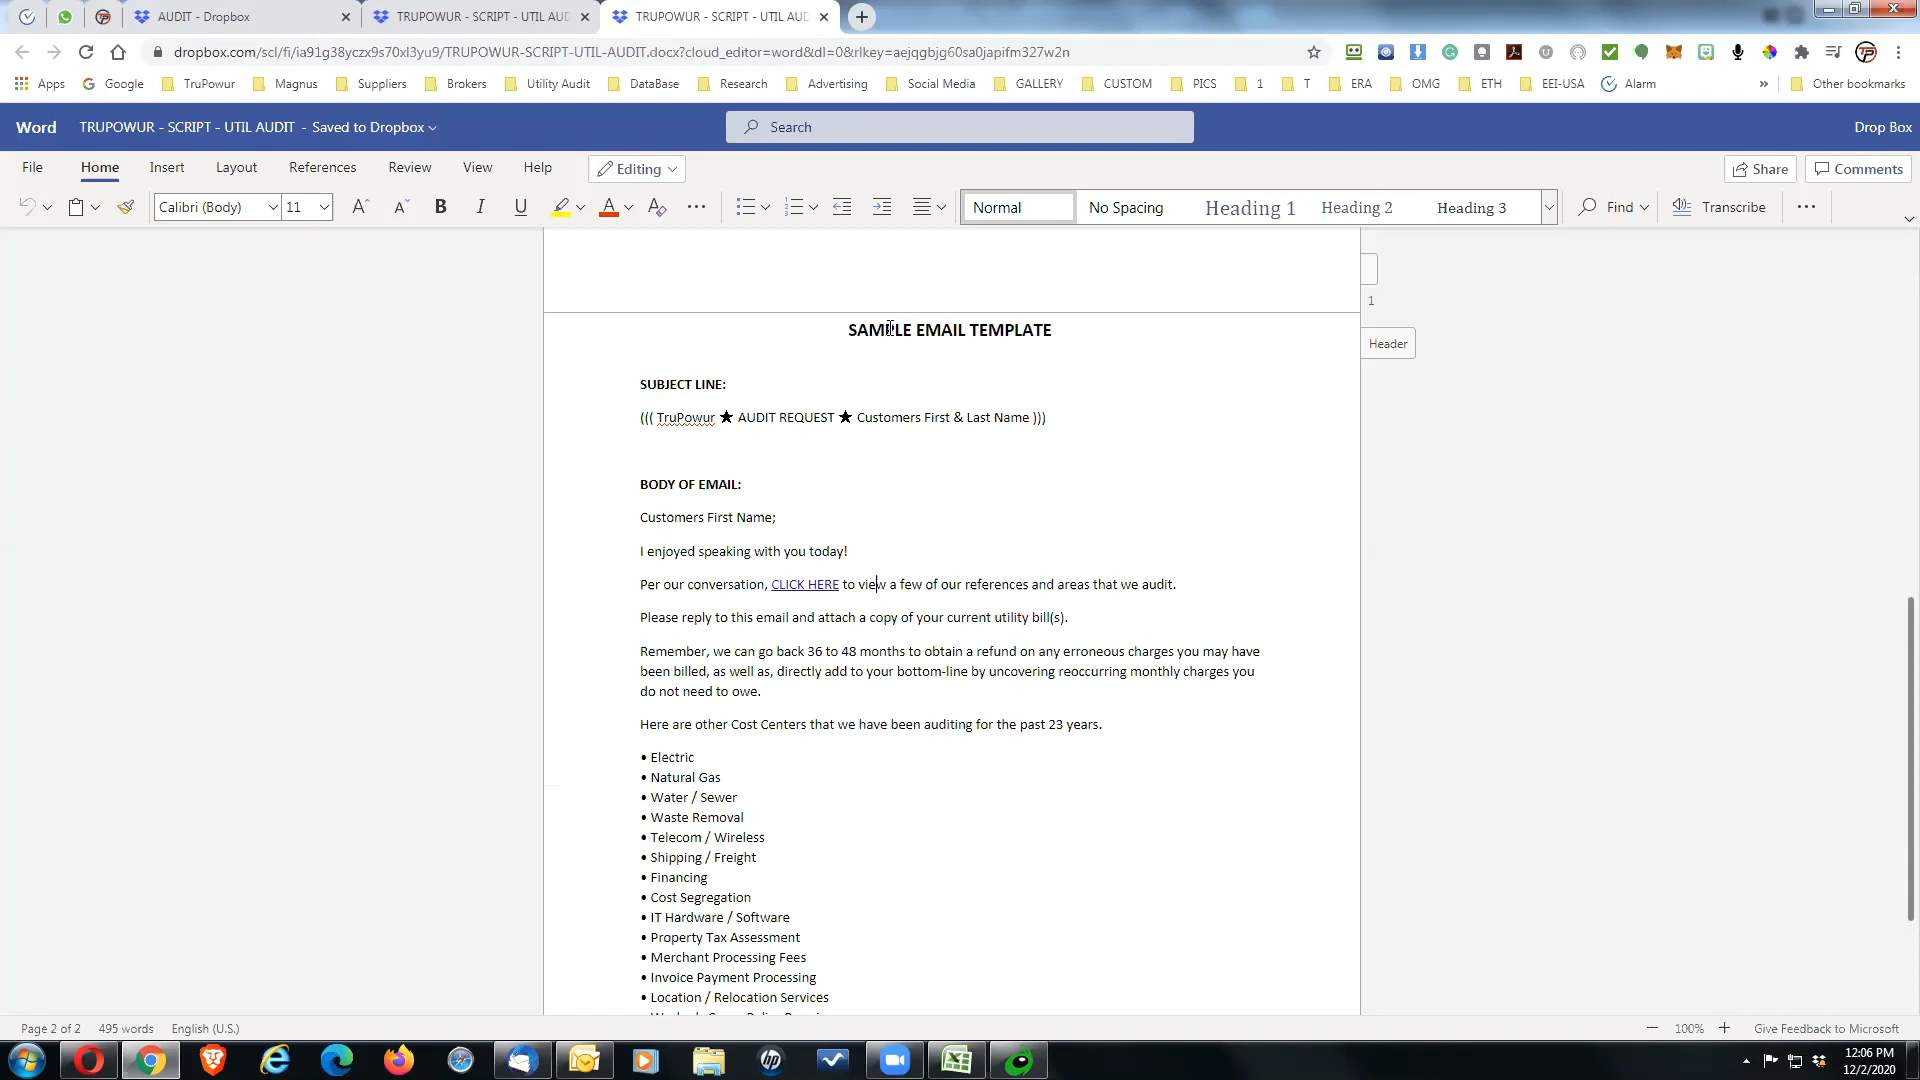 AUDIT - Dropbox
TRUPOWUR - SCRIPT - UTIL AUD
TRUPOWUR - SCRIPT - UTIL AUD
dropbox.com/scl/fi/ia91g38yczx9s70xl3yu9/TRUPOWUR-SCRIPT-UTIL-AUDIT.docx?cloud_editor=word&dl=0&rlkey=aejqgbjg60sa0japifm327w2n
Apps Google TruPowur Magnus Suppliers Brokers Utility Audit DataBase Research Advertising Social Media GALLERY CUSTOM PICS 1 T ERA OMG ETH EEI-USA Alarm » Other bookmarks
Word TRUPOWUR - SCRIPT - UTIL AUDIT - Saved to Dropbox Search Drop Box
File Home Insert Layout References Review View Help Editing Share Comments
Calibri (Body) 11 A A B I U A A Normal No Spacing Heading 1 Heading 2 Heading 3 Find Transcribe
1
Header
SAMPLE EMAIL TEMPLATE
SUBJECT LINE:
((( TruPowur ★ AUDIT REQUEST ★ Customers First & Last Name )))
BODY OF EMAIL:
Customers First Name;
I enjoyed speaking with you today!
Per our conversation, CLICK HERE to view a few of our references and areas that we audit.
Please reply to this email and attach a copy of your current utility bill(s).
Remember, we can go back 36 to 48 months to obtain a refund on any erroneous charges you may have
been billed, as well as, directly add to your bottom-line by uncovering reoccurring monthly charges you
do not need to owe.
Here are other Cost Centers that we have been auditing for the past 23 years.
• Electric
• Natural Gas
• Water / Sewer
• Waste Removal
• Telecom / Wireless
• Shipping / Freight
• Financing
• Cost Segregation
• IT Hardware / Software
• Property Tax Assessment
• Merchant Processing Fees
• Invoice Payment Processing
• Location / Relocation Services
Page 2 of 2 495 words English (U.S.) 100% Give Feedback to Microsoft
12:06 PM
12/2/2020